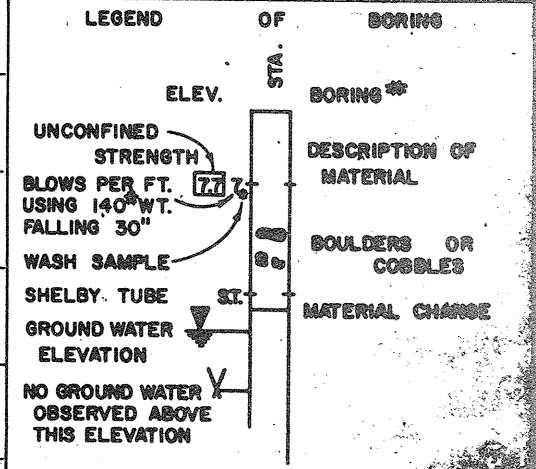 LEGEND OF BORING
STA.
ELEV. BORING #
UNCONFINED
STRENGTH
7.7 7
DESCRIPTION OF
MATERIAL
BLOWS PER FT.
USING 140# WT.
FALLING 30"
WASH SAMPLE
BOULDERS OR
COBBLES
SHELBY TUBE S.T.
MATERIAL CHANGE
GROUND WATER
ELEVATION
NO GROUND WATER
OBSERVED ABOVE
THIS ELEVATION